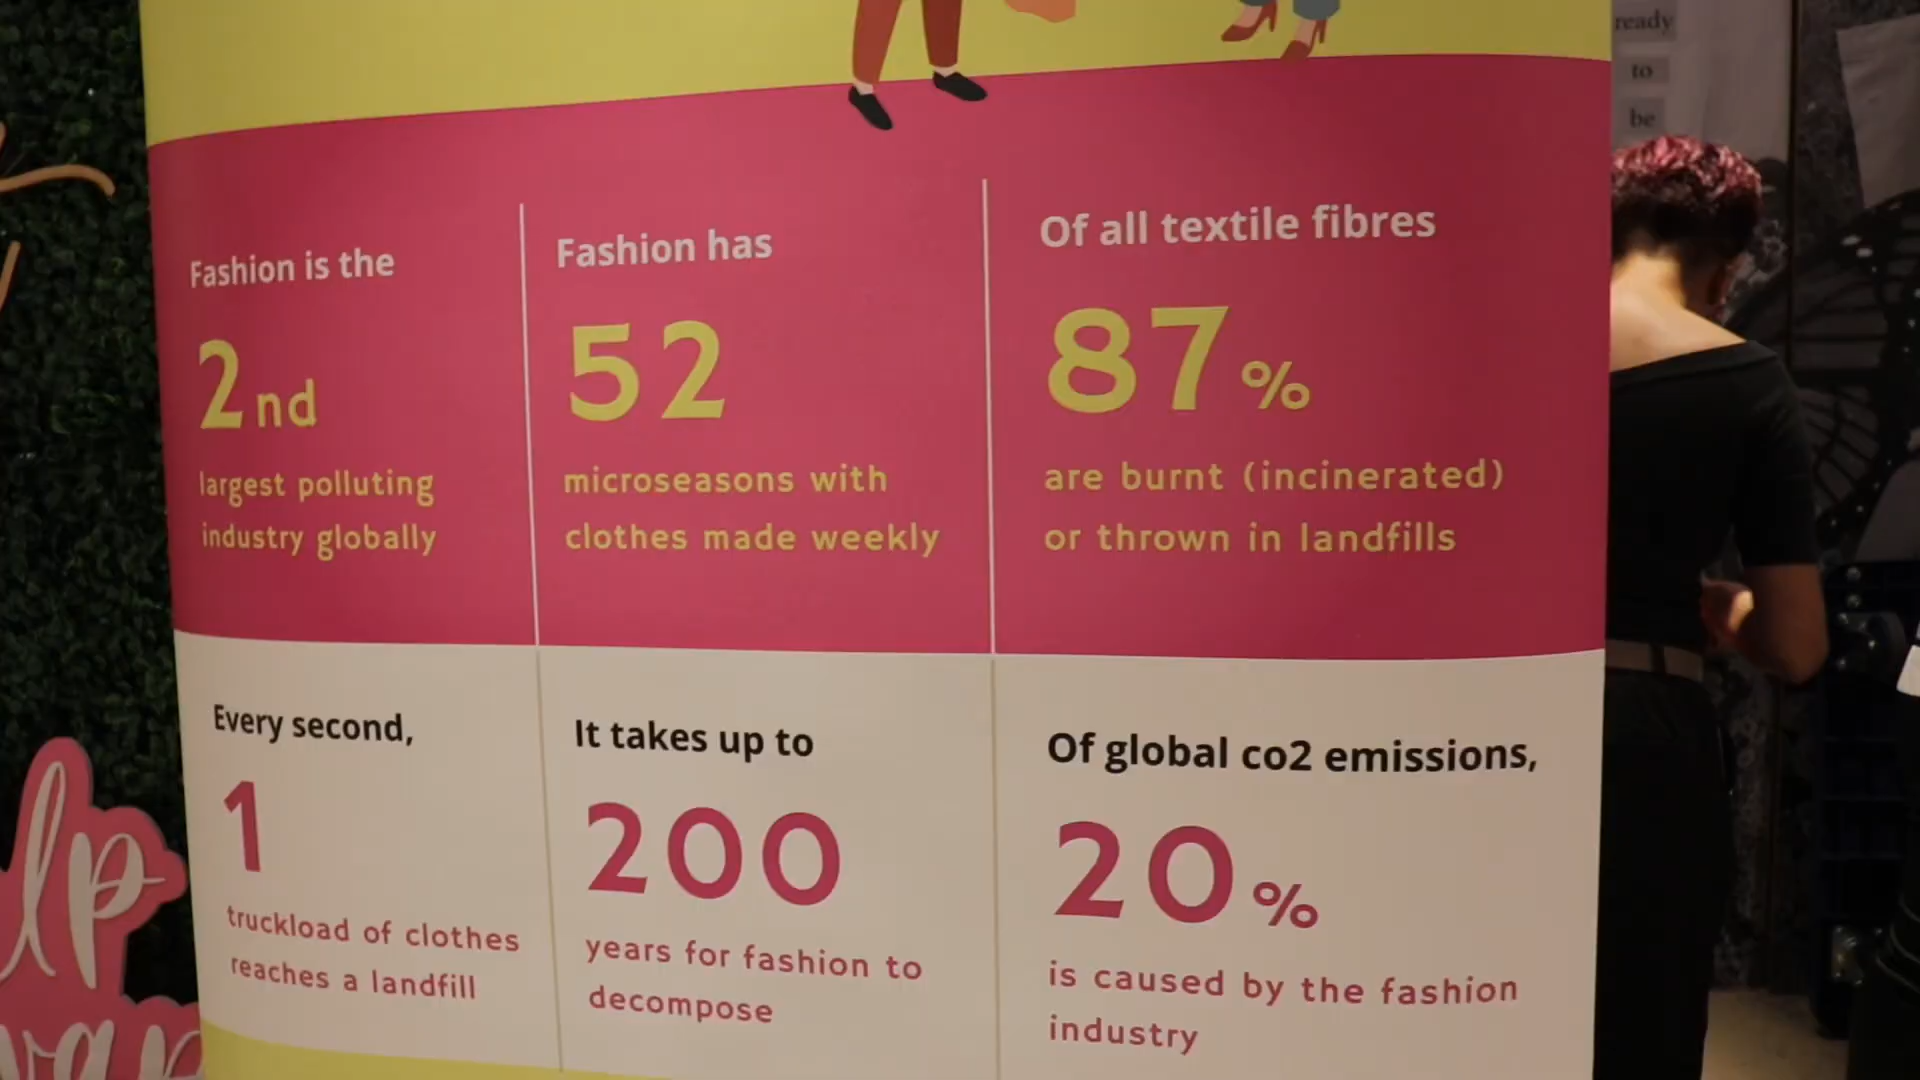 Fashion is the
2nd
largest polluting
industry globally
Fashion has
52
microseasons with
clothes made weekly
Of all textile fibres
87%
are burnt (incinerated)
or thrown in landfills
Every second,
1
truckload of clothes
reaches a landfill
It takes up to
200
years for fashion to
decompose
Of global co2 emissions,
20%
is caused by the fashion
industry
ready
to
be
lp